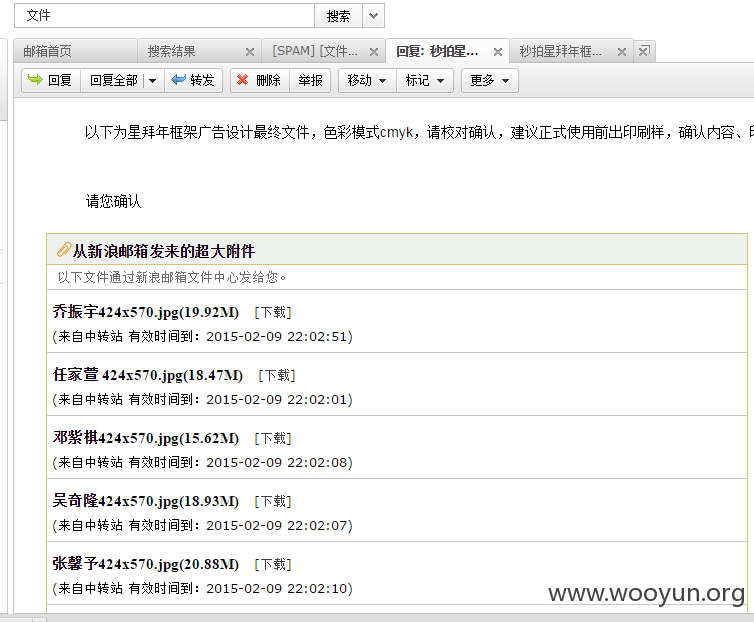 文件 搜索
邮箱首页 搜索结果 [SPAM] [文件... 回复: 秒拍星... 秒拍星拜年框...
回复 回复全部 转发 删除 举报 移动 标记 更多
以下为星拜年框架广告设计最终文件，色彩模式cmyk，请校对确认，建议正式使用前出印刷样，确认内容、
请您确认
从新浪邮箱发来的超大附件
以下文件通过新浪邮箱文件中心发给您。
乔振宇424x570.jpg(19.92M) [下载]
(来自中转站 有效时间到：2015-02-09 22:02:51)
任家萱 424x570.jpg(18.47M) [下载]
(来自中转站 有效时间到：2015-02-09 22:02:01)
邓紫棋424x570.jpg(15.62M) [下载]
(来自中转站 有效时间到：2015-02-09 22:02:08)
吴奇隆424x570.jpg(18.93M) [下载]
(来自中转站 有效时间到：2015-02-09 22:02:07)
张馨予424x570.jpg(20.88M) [下载]
(来自中转站 有效时间到：2015-02-09 22:02:10)
www.wooyun.org